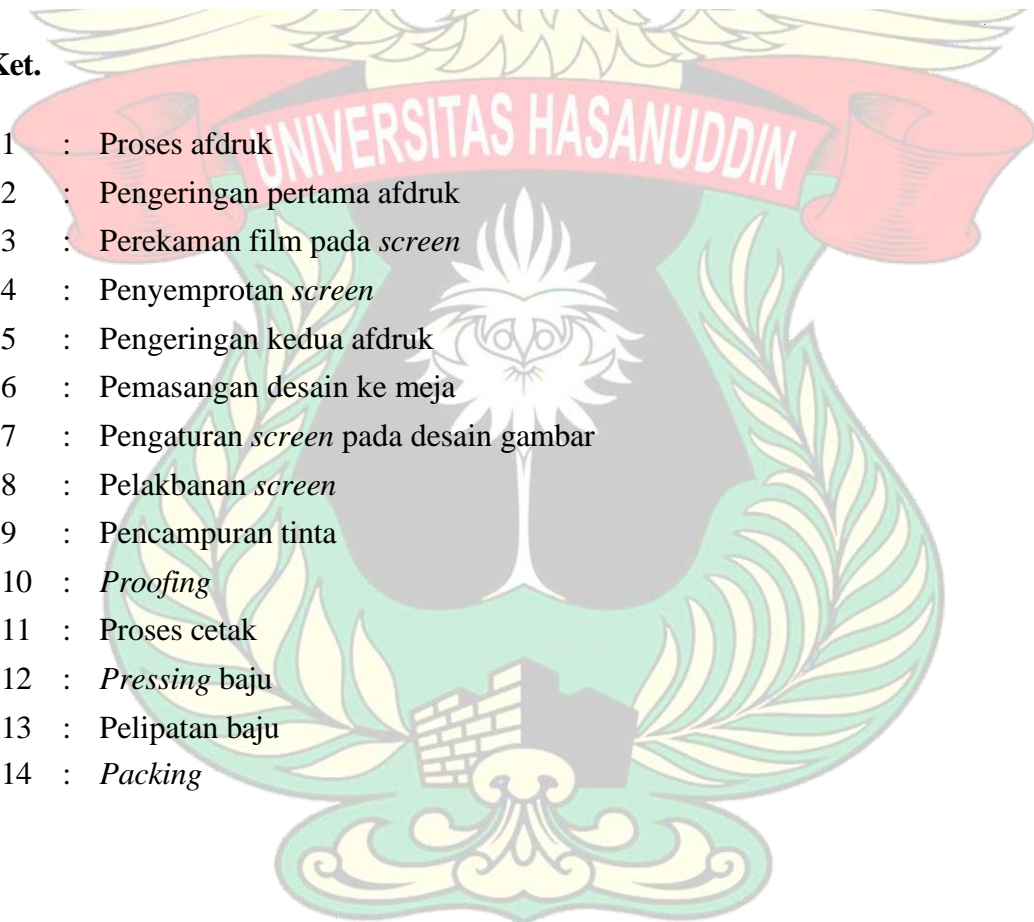 Ket.
UNIVERSITAS HASANUDDIN
1 : Proses afdruk
2 : Pengeringan pertama afdruk
3 : Perekaman film pada screen
4 : Penyemprotan screen
5 : Pengeringan kedua afdruk
6 : Pemasangan desain ke meja
7 : Pengaturan screen pada desain gambar
8 : Pelakbanan screen
9 : Pencampuran tinta
10 : Proofing
11 : Proses cetak
12 : Pressing baju
13 : Pelipatan baju
14 : Packing